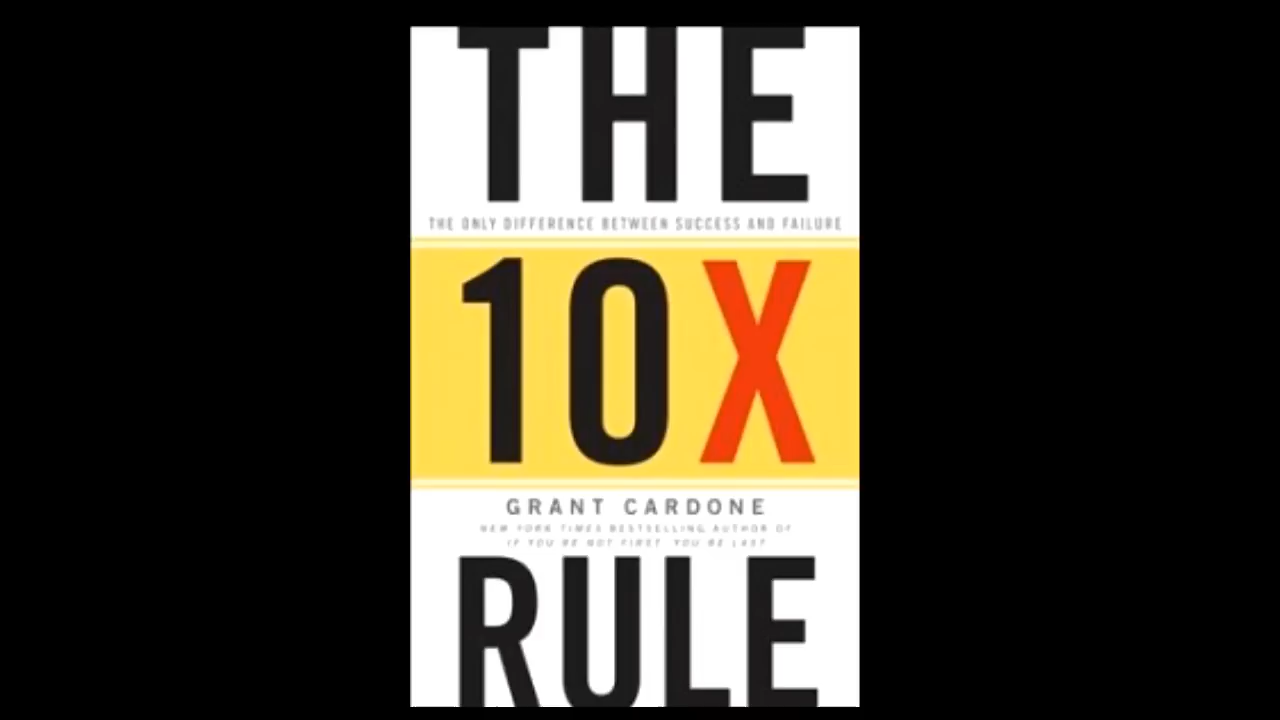 THE
THE ONLY DIFFERENCE BETWEEN SUCCESS AND FAILURE
10X
GRANT CARDONE
NEW YORK TIMES BESTSELLING AUTHOR OF
IF YOU'RE NOT FIRST, YOU'RE LAST
RULE